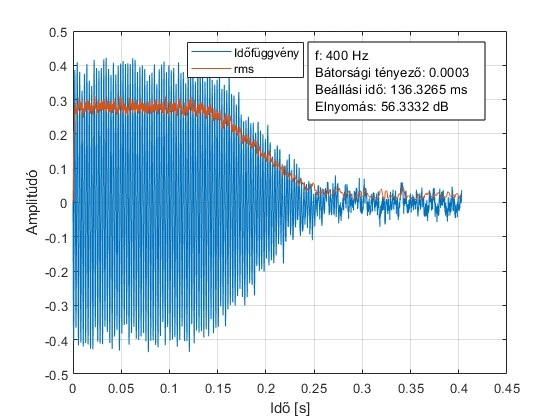 0.5
0.4
0.3
0.2
0.1
0
-0.1
-0.2
-0.3
-0.4
-0.5
Amplitúdó
Időfüggvény
rms
f: 400 Hz
Bátorsági tényező: 0.0003
Beállási idő: 136.3265 ms
Elnyomás: 56.3332 dB
0 0.05 0.1 0.15 0.2 0.25 0.3 0.35 0.4 0.45
Idő [s]